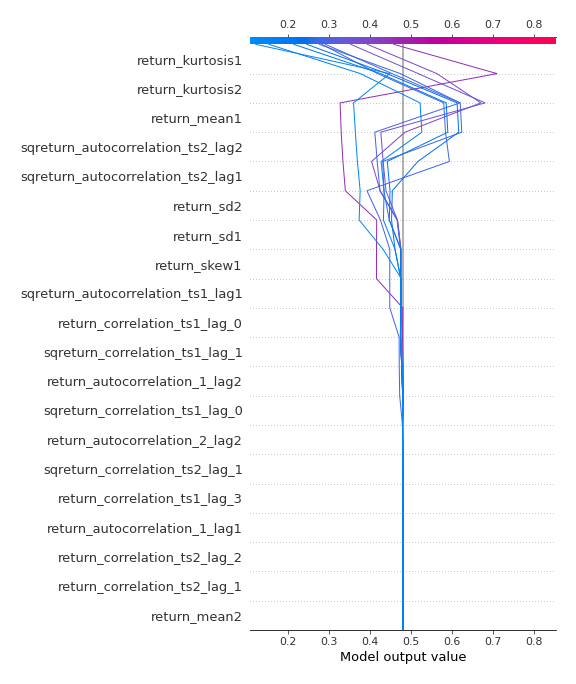 0.2 0.3 0.4 0.5 0.6 0.7 0.8
return_kurtosis1
return_kurtosis2
return_mean1
sqreturn_autocorrelation_ts2_lag2
sqreturn_autocorrelation_ts2_lag1
return_sd2
return_sd1
return_skew1
sqreturn_autocorrelation_ts1_lag1
return_correlation_ts1_lag_0
sqreturn_correlation_ts1_lag_1
return_autocorrelation_1_lag2
sqreturn_correlation_ts1_lag_0
return_autocorrelation_2_lag2
sqreturn_correlation_ts2_lag_1
return_correlation_ts1_lag_3
return_autocorrelation_1_lag1
return_correlation_ts2_lag_2
return_correlation_ts2_lag_1
return_mean2
0.2 0.3 0.4 0.5 0.6 0.7 0.8
Model output value